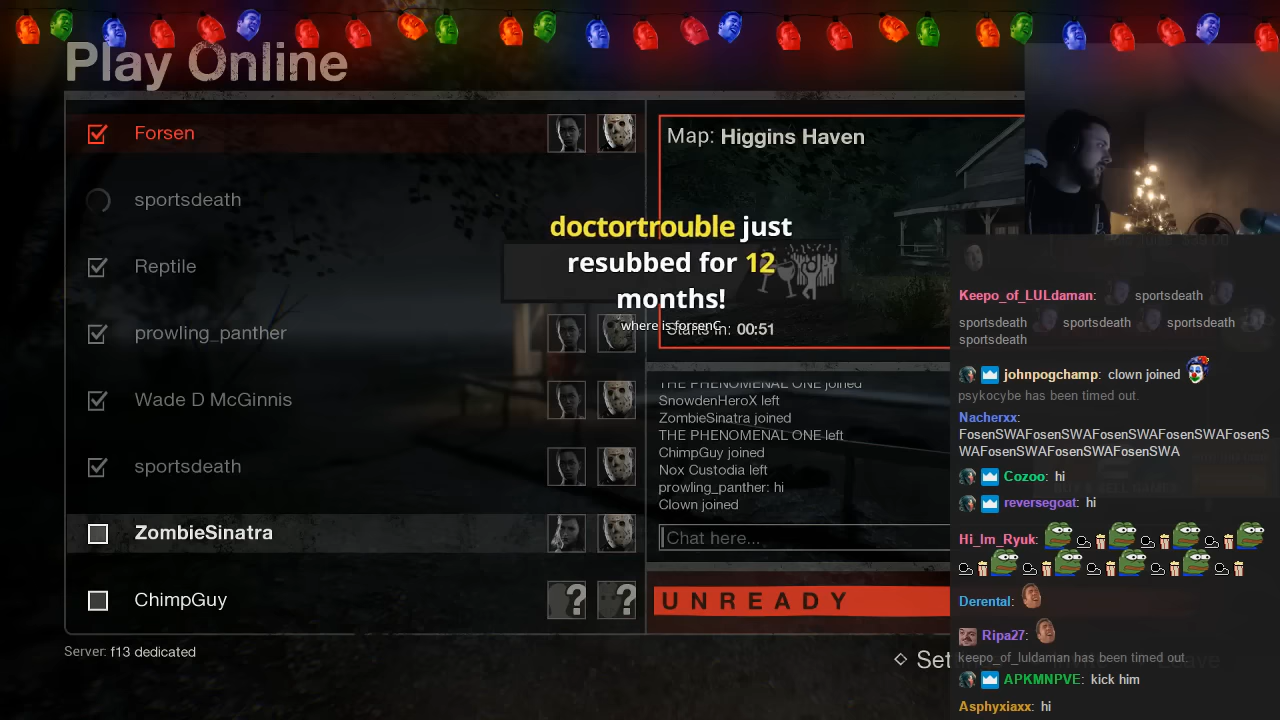 Play Online
Forsen
sportsdeath
Reptile
prowling_panther
Wade D McGinnis
sportsdeath
ZombieSinatra
ChimpGuy
Server: f13 dedicated
Map: Higgins Haven
doctortrouble just
resubbed for 12
months!
where is forsenC
Starts in: 00:51
THE PHENOMENAL ONE joined
SnowdenHeroX left
ZombieSinatra joined
THE PHENOMENAL ONE left
ChimpGuy joined
Nox Custodia left
prowling_panther: hi
Clown joined
Chat here...
UNREADY
Keepo_of_LULdaman: sportsdeath
sportsdeath sportsdeath sportsdeath
sportsdeath
johnpogchamp: clown joined
psykocybe has been timed out.
Nacherxx:
FosenSWAFosenSWAFosenSWAFosenSWAFosenS
WAFosenSWAFosenSWAFosenSWA
Cozoo: hi
reversegoat: hi
Hi_Im_Ryuk:
Derental:
Ripa27:
keepo_of_luldaman has been timed out.
APKMNPVE: kick him
Asphyxiaxx: hi